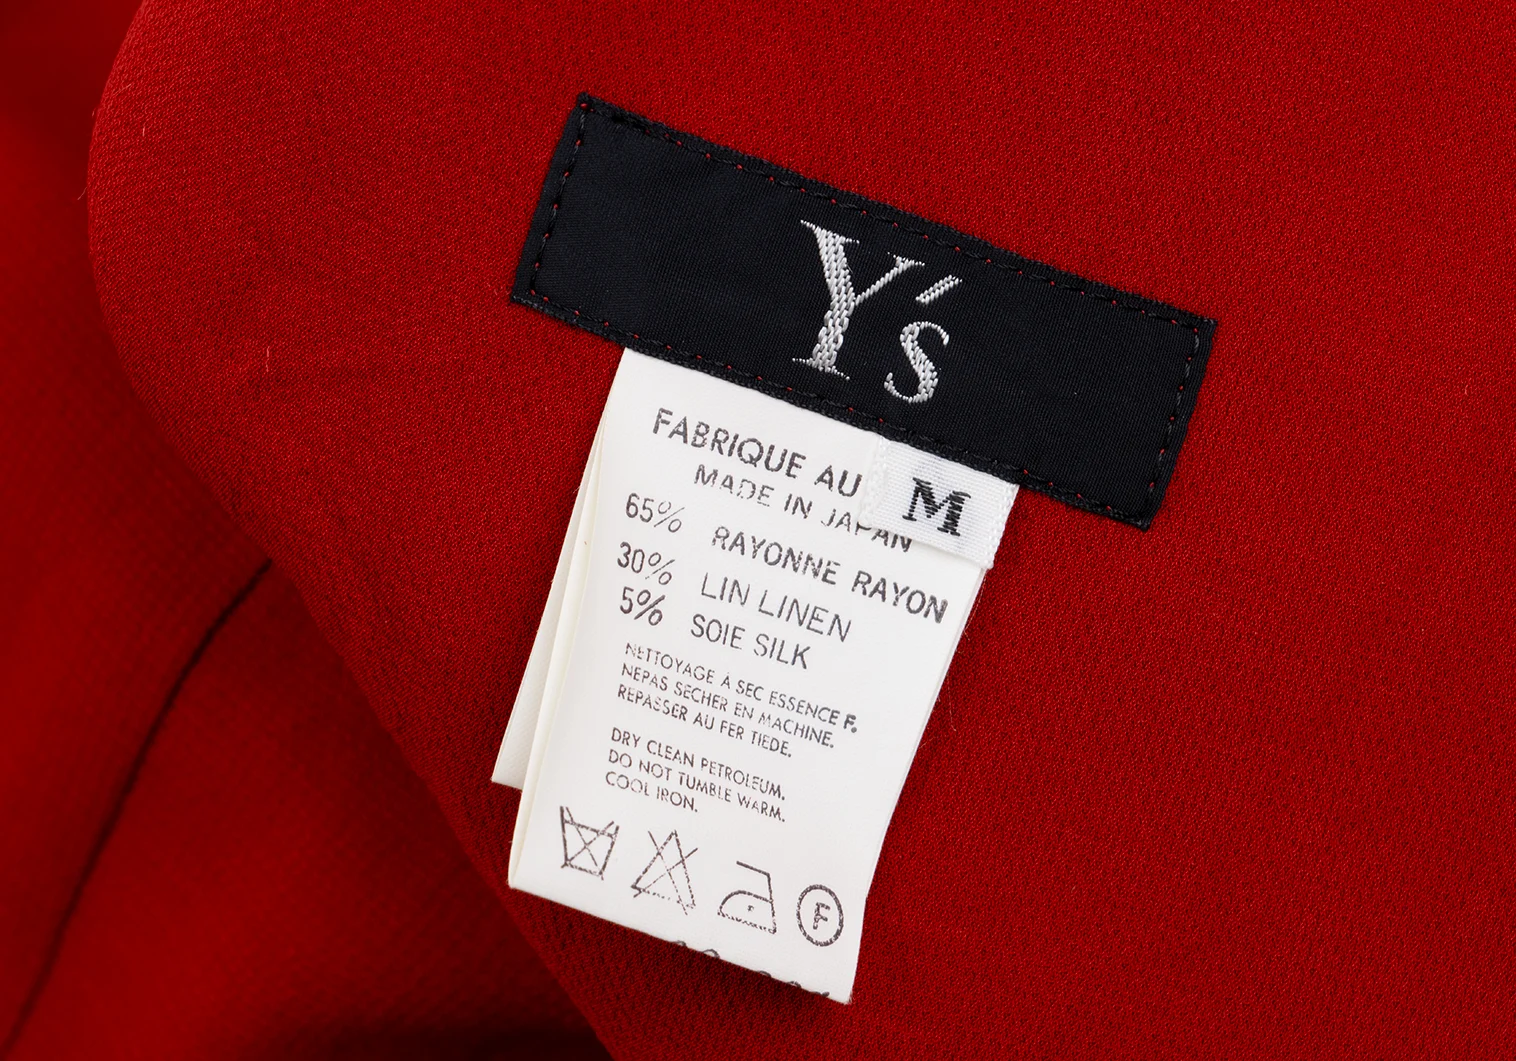 Y's
FABRIQUE AU
M
MADE IN JAPAN
65% RAYONNE RAYON
30% LIN LINEN
5% SOIE SILK
NETTOYAGE A SEC ESSENCE F.
NEPAS SECHER EN MACHINE.
REPASSER AU FER TIEDE.
DRY CLEAN PETROLEUM.
DO NOT TUMBLE WARM.
COOL IRON.
F